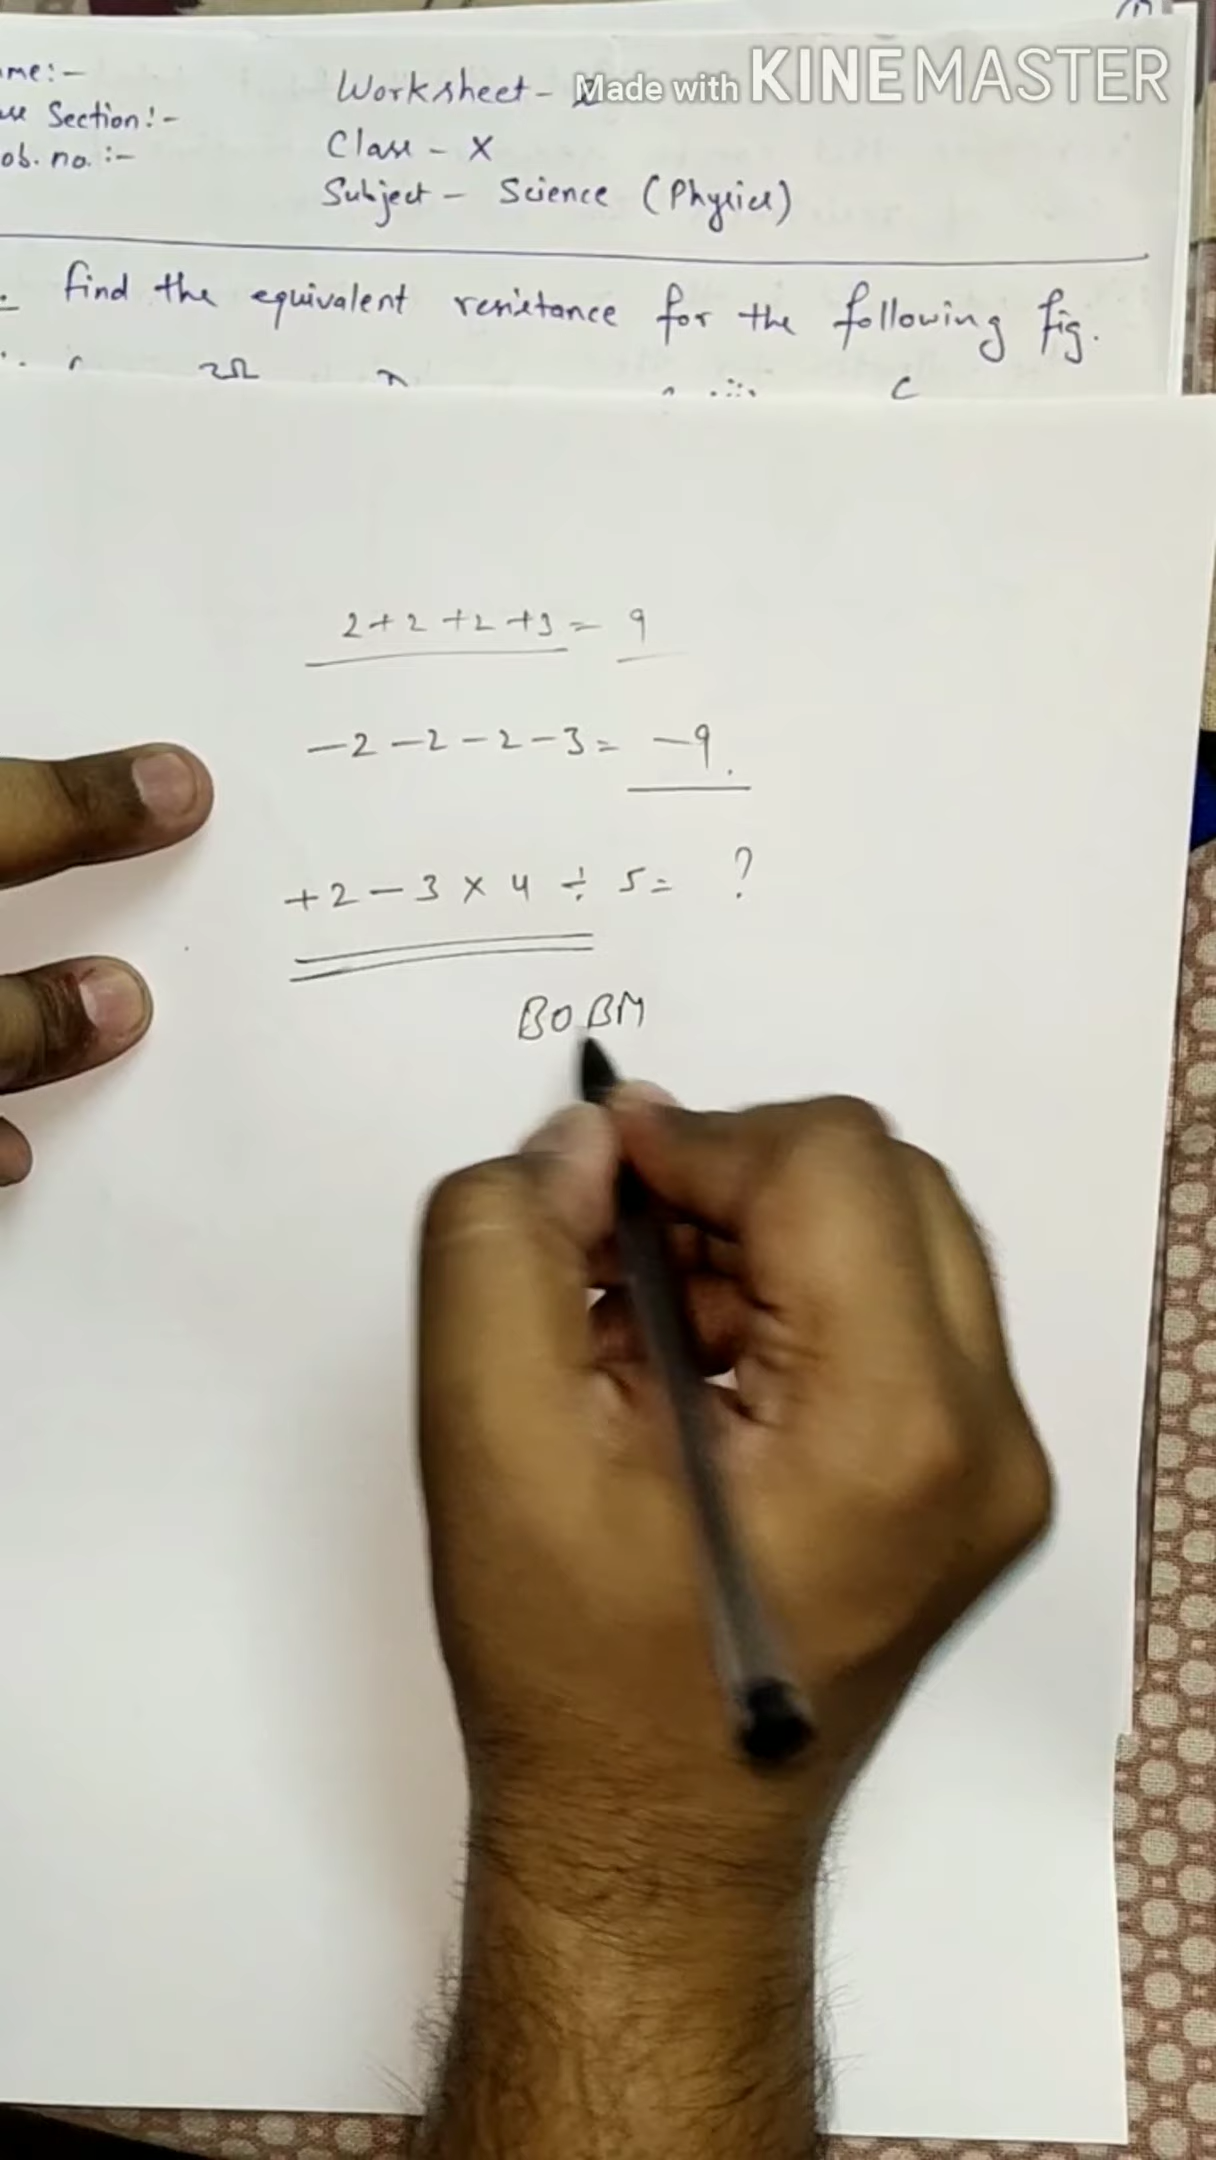 Made with KINEMASTER
me:-
Worksheet -
Section:-
Class - X
ob. no. :-
Subject - Science (Physics)
find the equivalent resistance for the following fig.
2Ω
C
2+2+2+3 = 9
-2-2-2-3 = -9.
+2-3×4÷5 = ?
BOBM